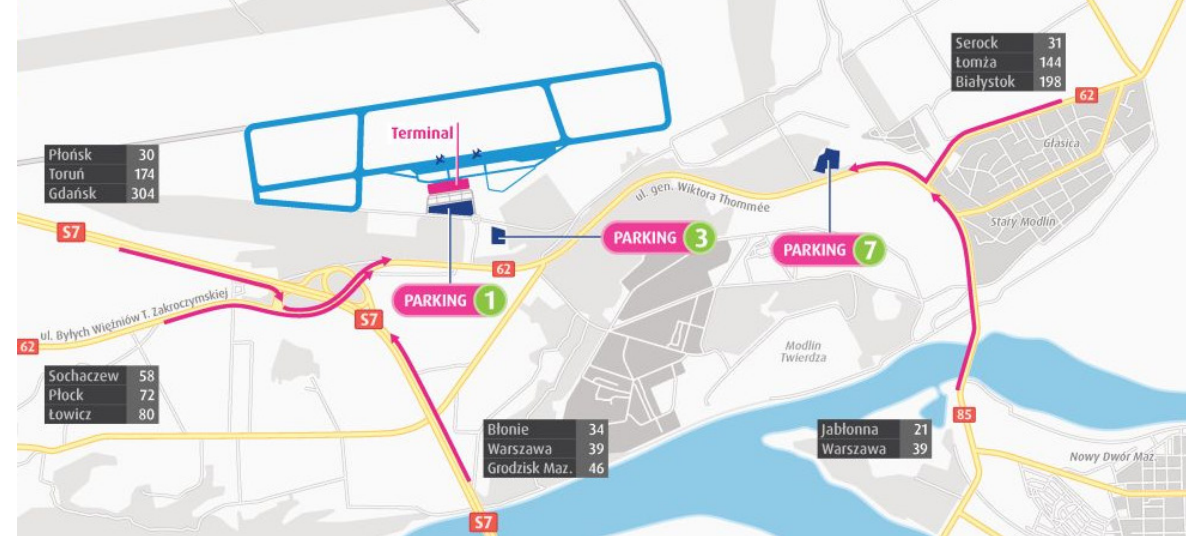 Serock 31
Łomża 144
Białystok 198
62
Glasica
Terminal
Płońsk 30
Toruń 174
Gdańsk 304
ul. gen. Wiktora Thommée
Stary Modlin
S7
PARKING 3
PARKING 7
62
PARKING 1
ul. Byłych Więźniów T. Zakroczymskiej
S7
62
Modlin
Twierdza
Sochaczew 58
Płock 72
Łowicz 80
85
Błonie 34
Warszawa 39
Grodzisk Maz. 46
Jabłonna 21
Warszawa 39
Nowy Dwór Maz.
S7